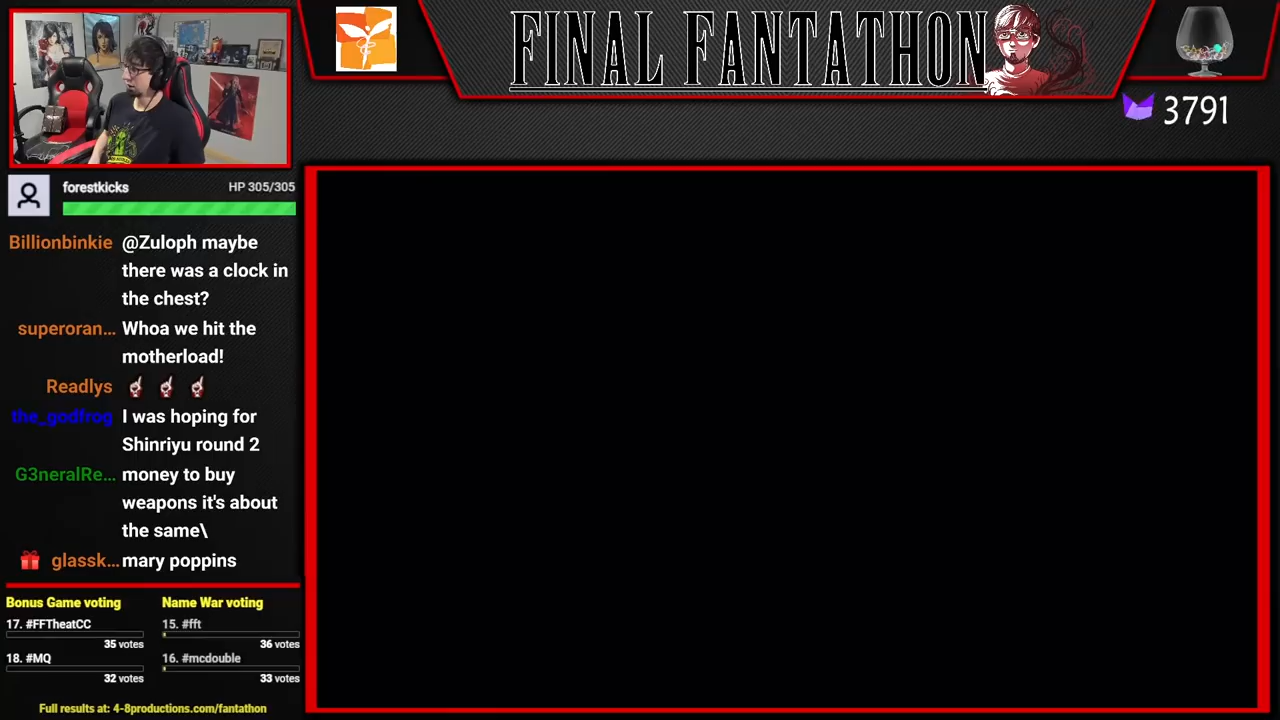 FINAL FANTATHON
3791
forestkicks HP 305/305
Billionbinkie @Zuloph maybe
there was a clock in
the chest?
superoran… Whoa we hit the
motherload!
Readlys
the_godfrog I was hoping for
Shinriyu round 2
G3neralRe… money to buy
weapons it's about
the same\
glassk… mary poppins
Bonus Game voting
17. #FFTheatCC
35 votes
18. #MQ
32 votes
Name War voting
15. #fft
36 votes
16. #mcdouble
33 votes
Full results at: 4-8productions.com/fantathon